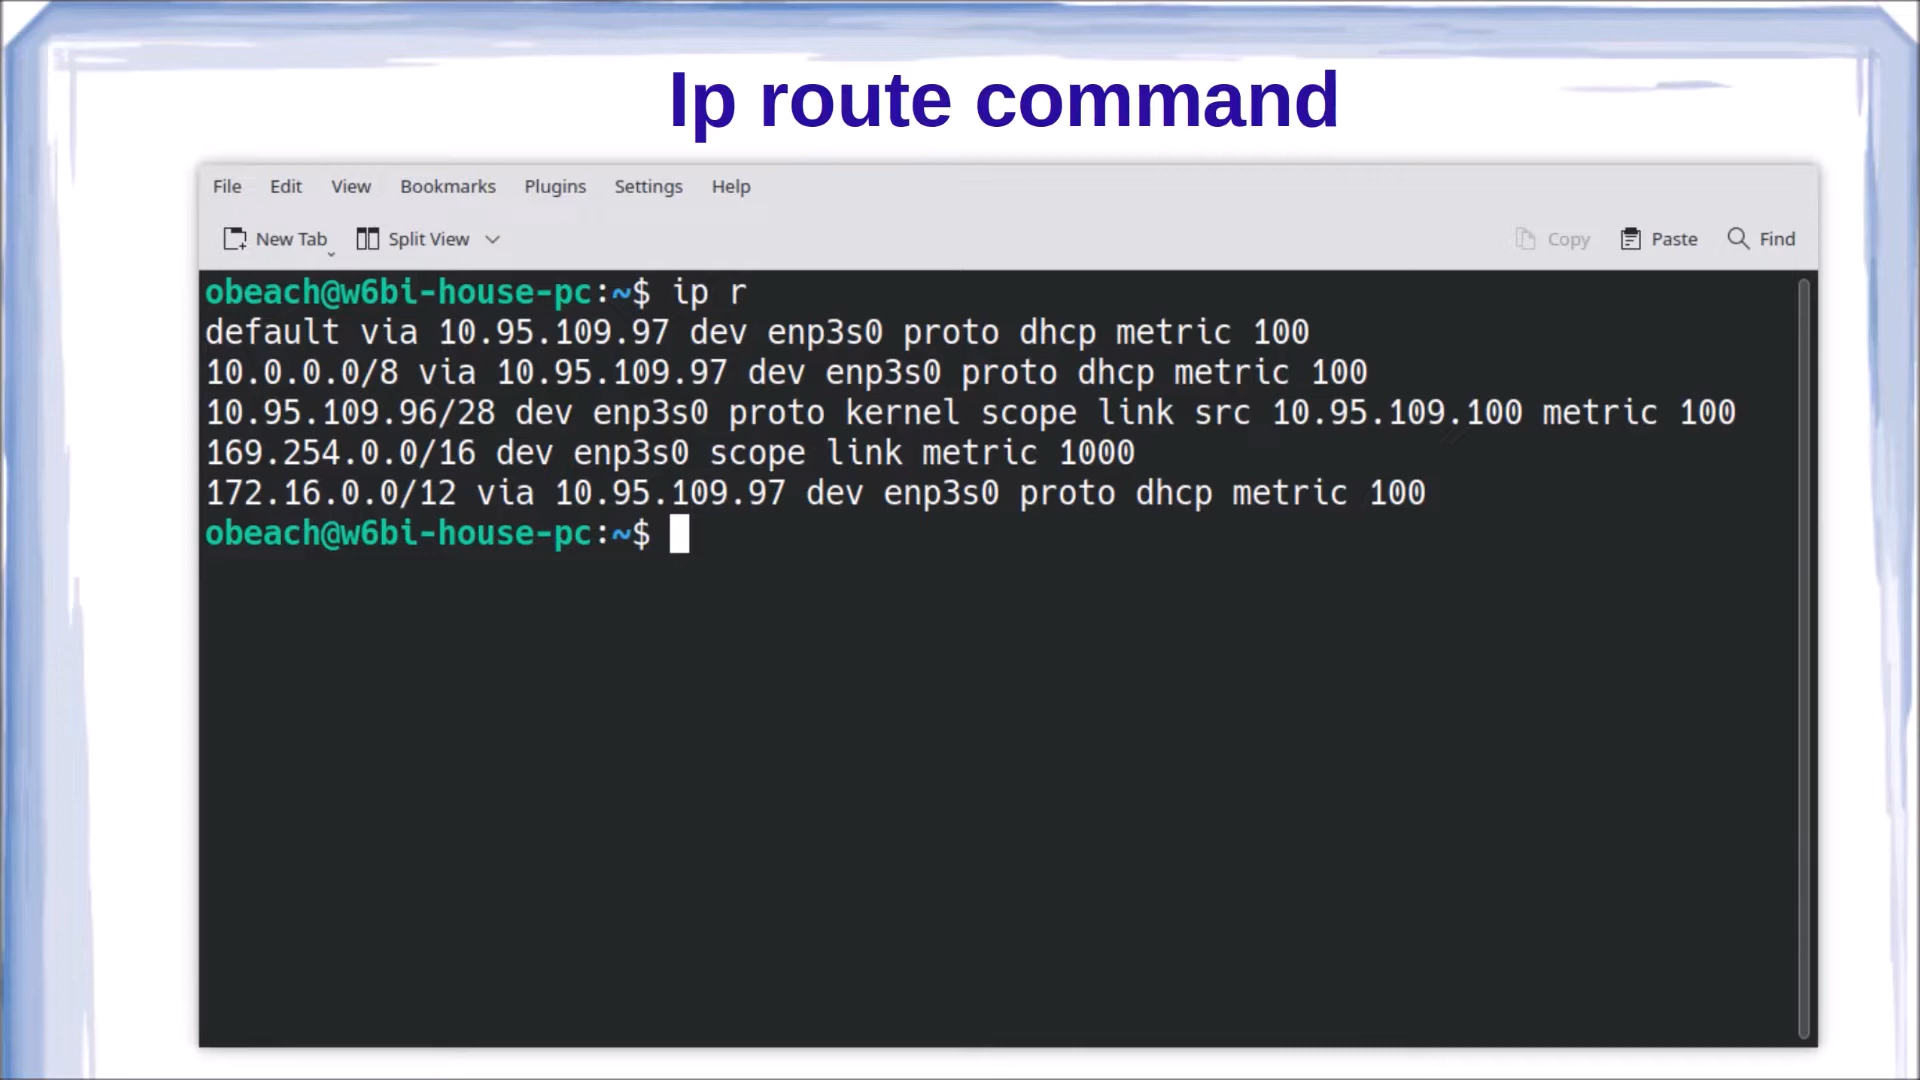 Ip route command
File Edit View Bookmarks Plugins Settings Help
New Tab Split View Copy Paste Find
obeach@w6bi-house-pc:~$ ip r
default via 10.95.109.97 dev enp3s0 proto dhcp metric 100
10.0.0.0/8 via 10.95.109.97 dev enp3s0 proto dhcp metric 100
10.95.109.96/28 dev enp3s0 proto kernel scope link src 10.95.109.100 metric 100
169.254.0.0/16 dev enp3s0 scope link metric 1000
172.16.0.0/12 via 10.95.109.97 dev enp3s0 proto dhcp metric 100
obeach@w6bi-house-pc:~$